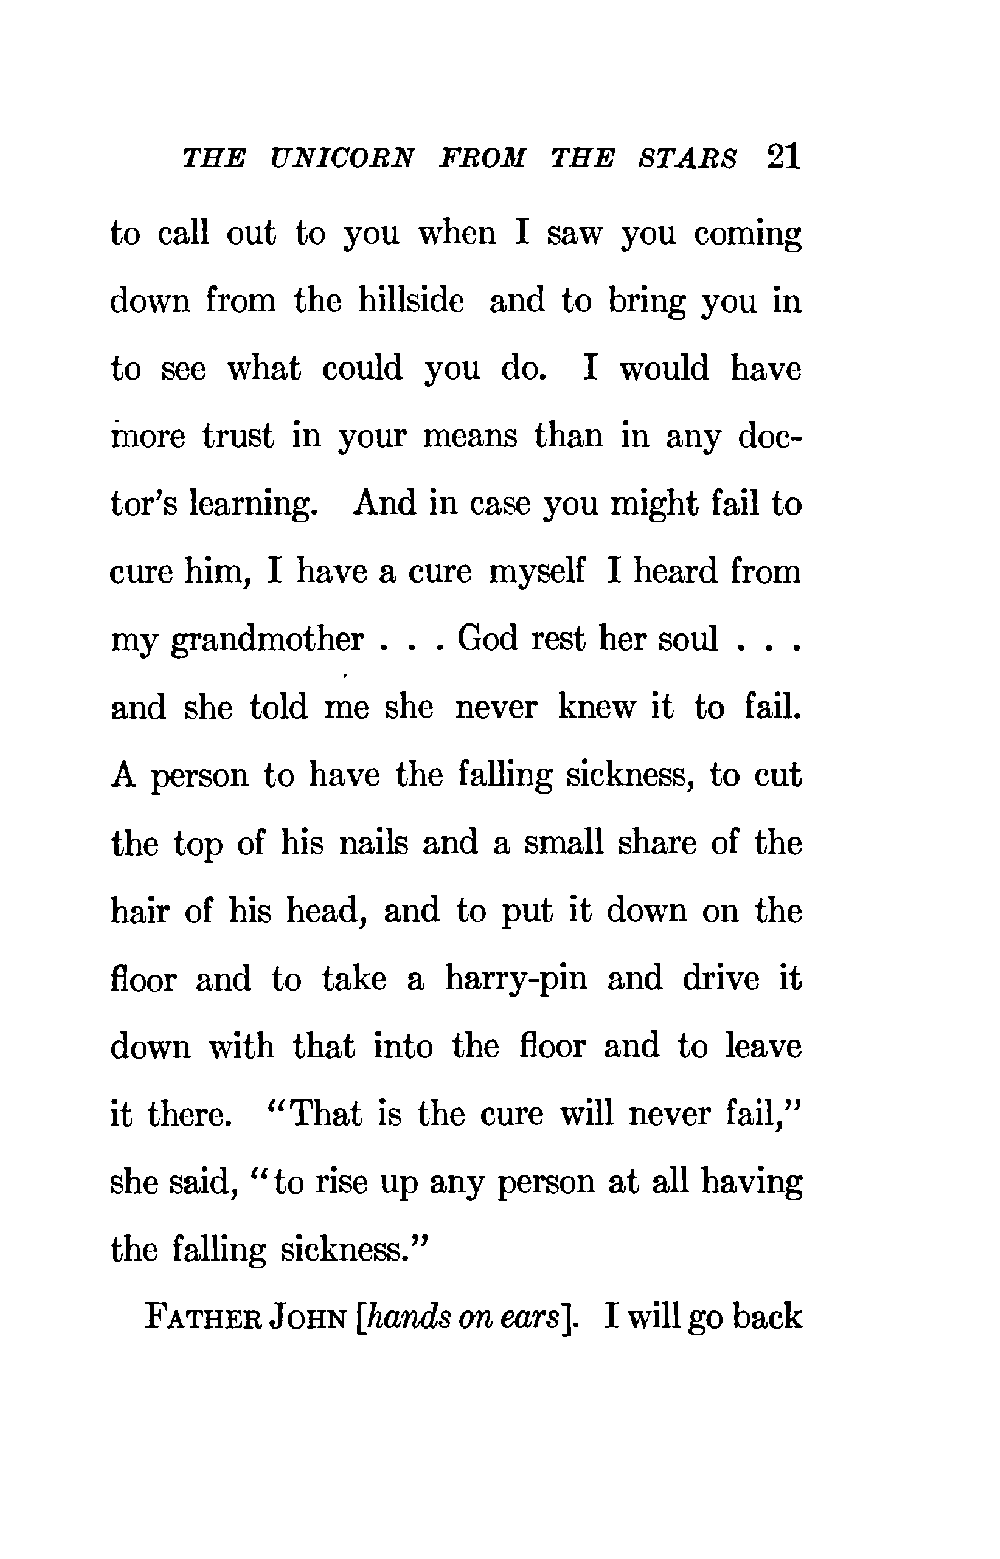 THE UNICORN FROM THE STARS 21
to call out to you when I saw you coming
down from the hillside and to bring you in
to see what could you do. I would have
more trust in your means than in any doc-
tor's learning. And in case you might fail to
cure him, I have a cure myself I heard from
my grandmother . . . God rest her soul . . .
and she told me she never knew it to fail.
A person to have the falling sickness, to cut
the top of his nails and a small share of the
hair of his head, and to put it down on the
floor and to take a harry-pin and drive it
down with that into the floor and to leave
it there. "That is the cure will never fail,"
she said, "to rise up any person at all having
the falling sickness."
FATHER JOHN [hands on ears]. I will go back